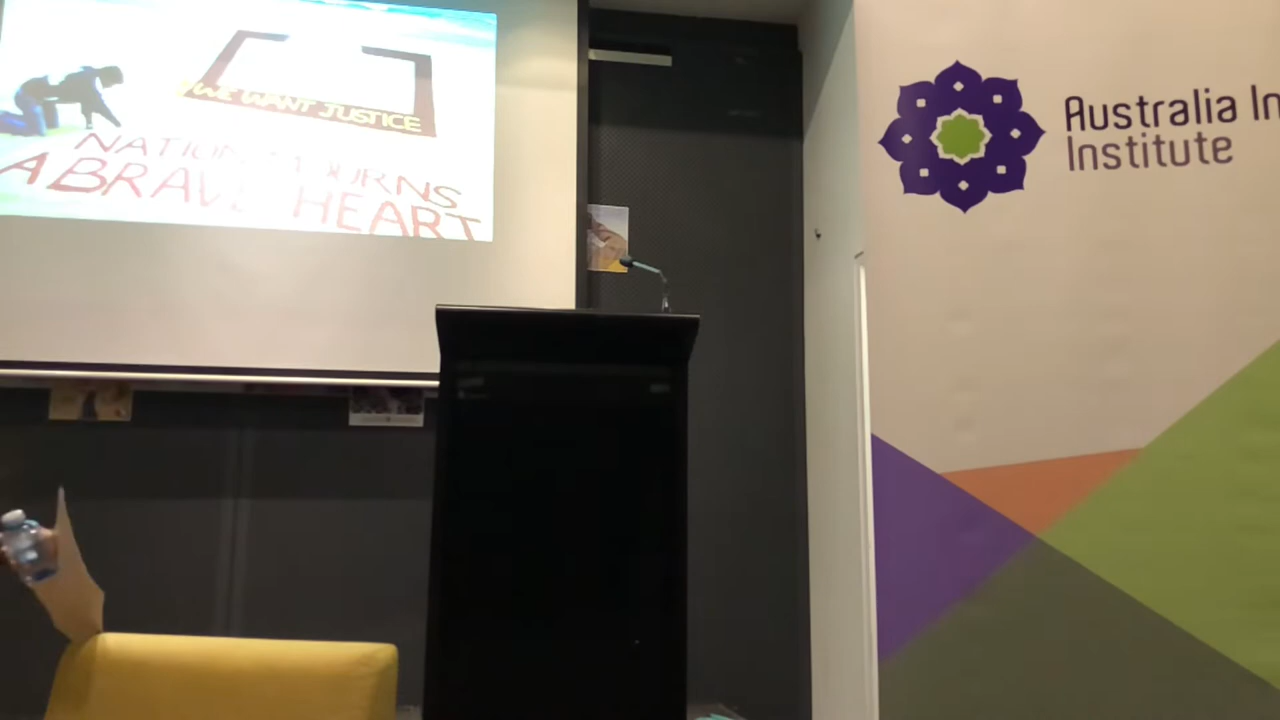 WE WANT JUSTICE
NATION MOURNS
A BRAVE HEART
Australia In
Institute